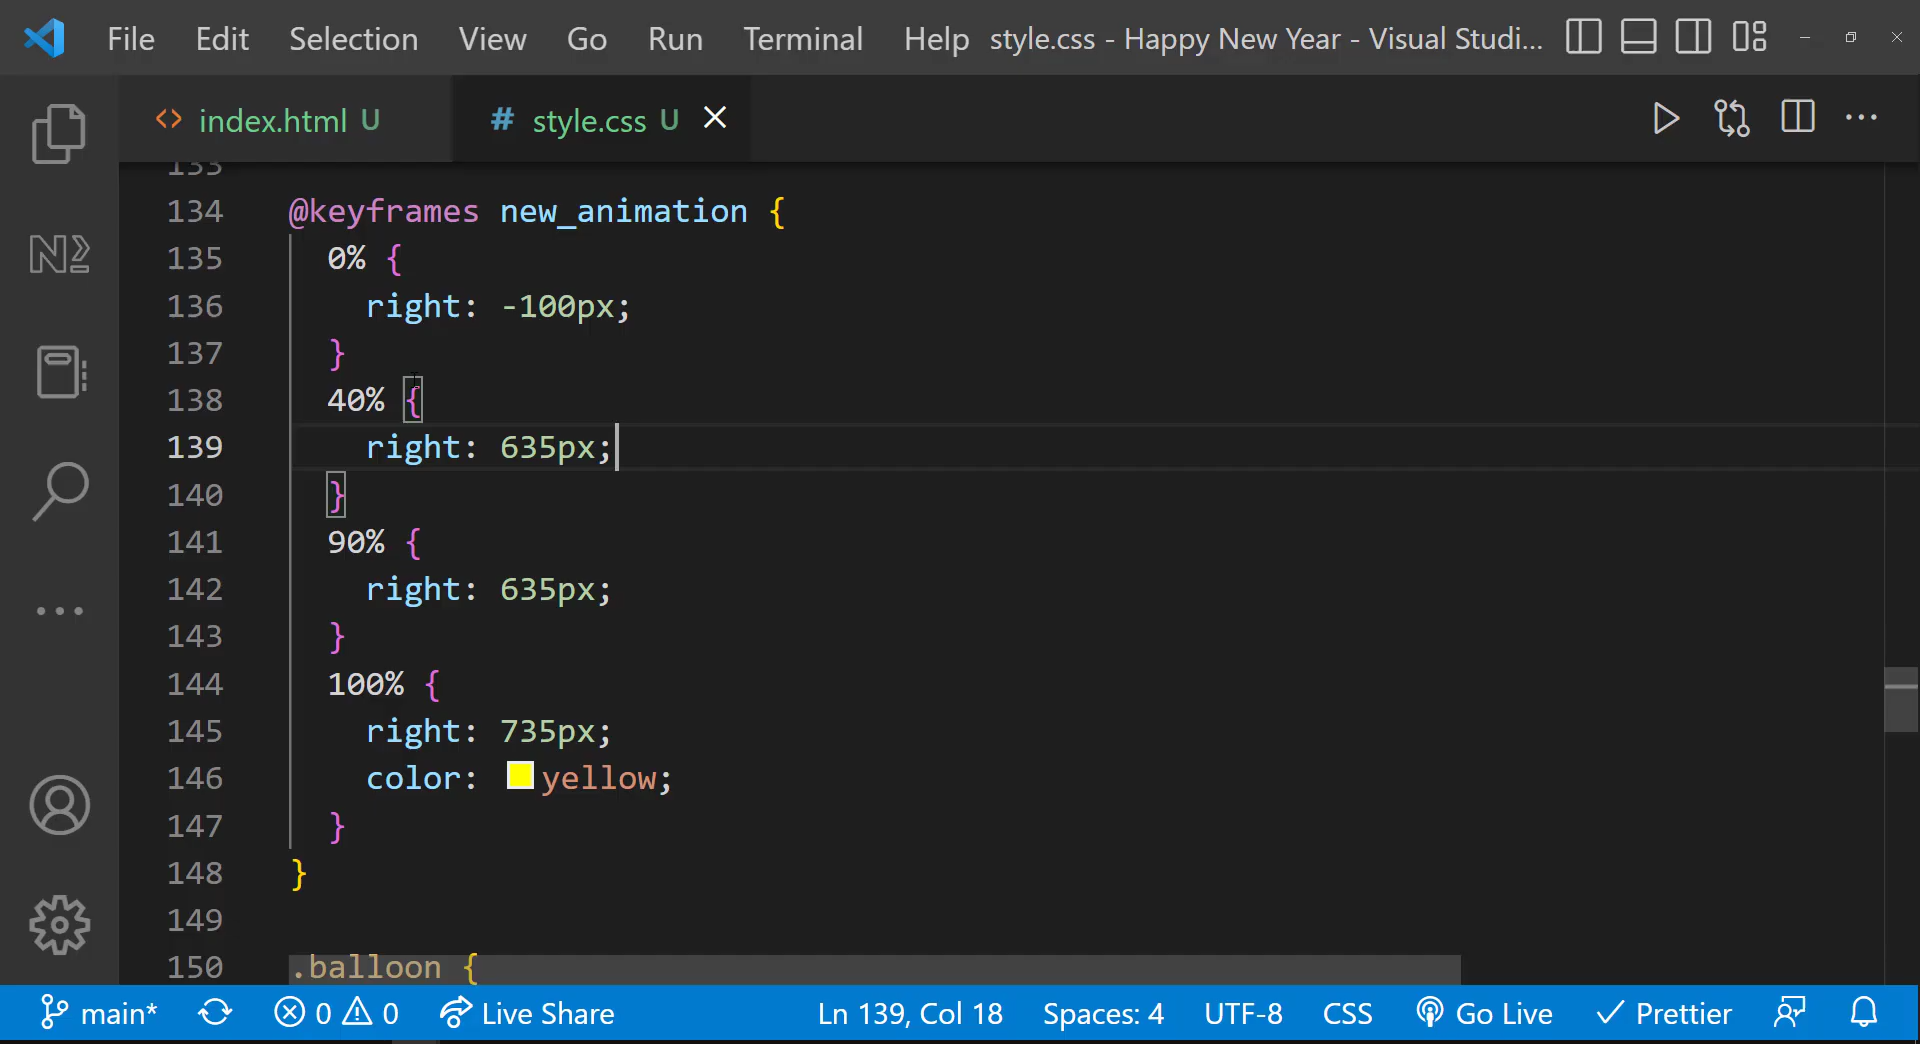 File Edit Selection View Go Run Terminal Help style.css - Happy New Year - Visual Studi...
<> index.html U # style.css U
133
134 @keyframes new_animation {
135 0% {
136 right: -100px;
137 }
138 40% {
139 right: 635px;
140 }
141 90% {
142 right: 635px;
143 }
144 100% {
145 right: 735px;
146 color: yellow;
147 }
148 }
149
150 .balloon {
main* 0 0 Live Share Ln 139, Col 18 Spaces: 4 UTF-8 CSS Go Live Prettier